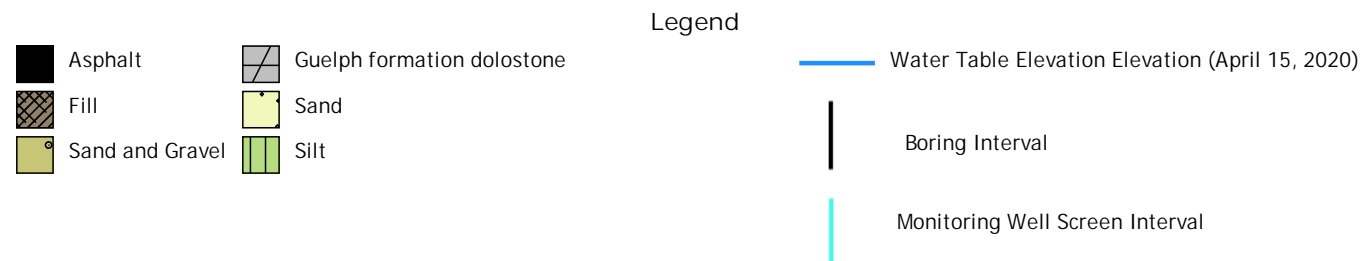 Legend
Asphalt
Guelph formation dolostone
Water Table Elevation Elevation (April 15, 2020)
Fill
Sand
Boring Interval
Sand and Gravel
Silt
Monitoring Well Screen Interval